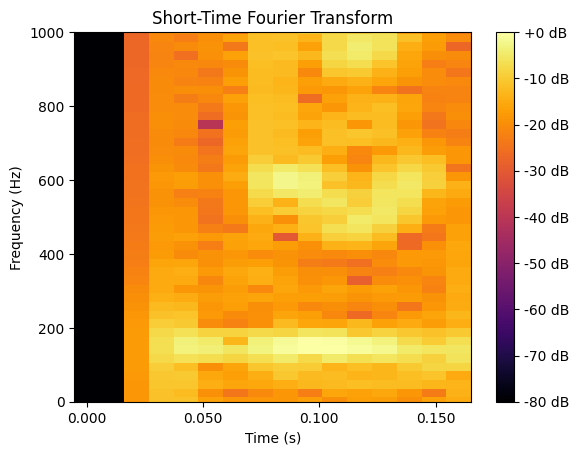 Short-Time Fourier Transform
1000
800
600
400
200
0
Frequency (Hz)
0.000
0.050
0.100
0.150
Time (s)
+0 dB
-10 dB
-20 dB
-30 dB
-40 dB
-50 dB
-60 dB
-70 dB
-80 dB